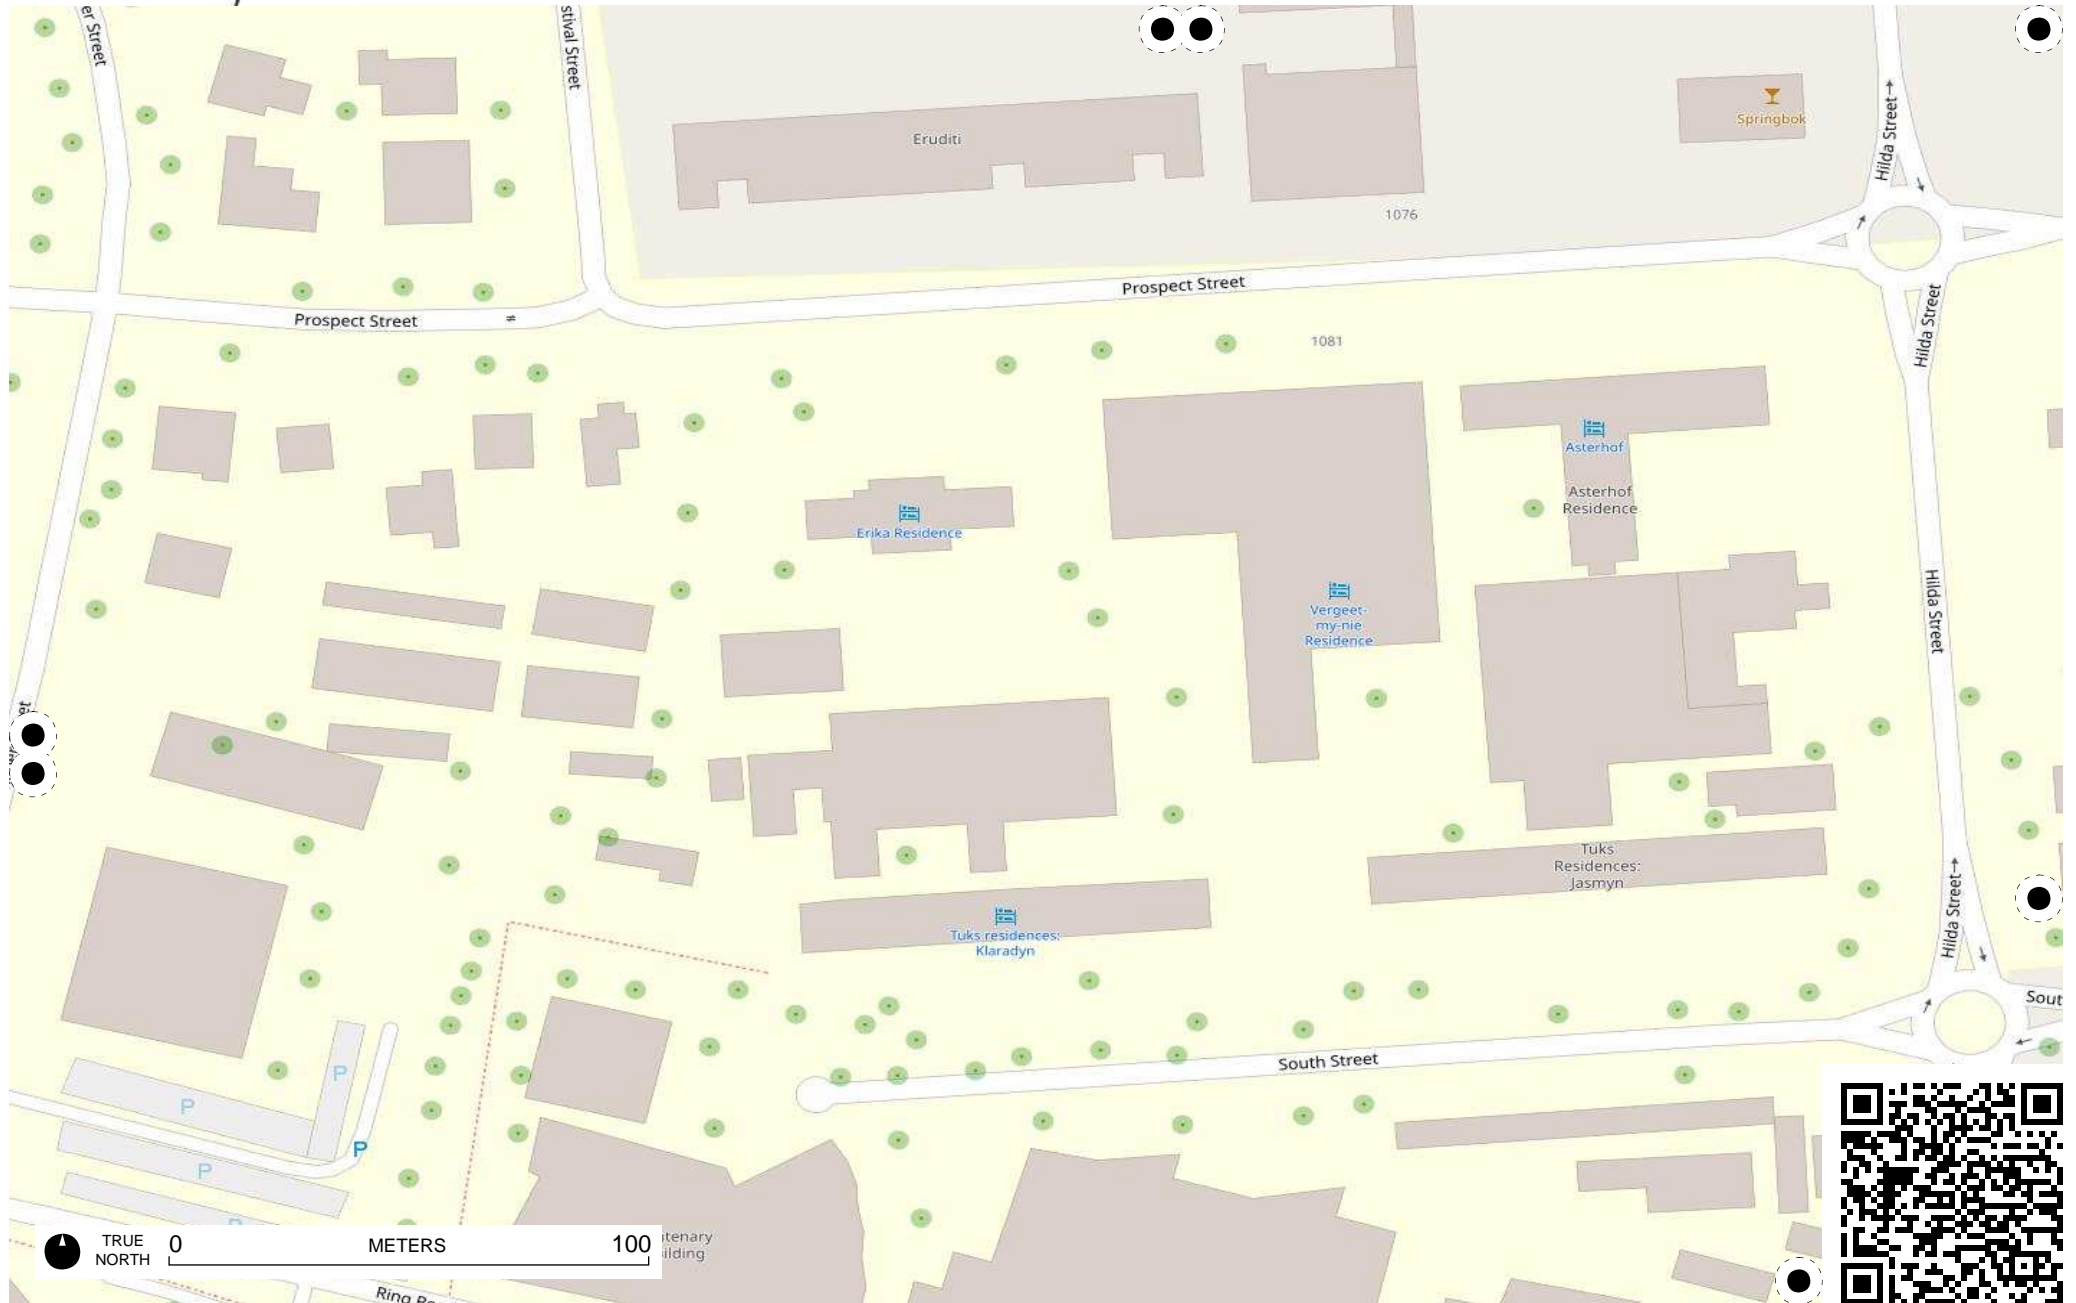 er Street
stival Street
Eruditi
Springbok
Hilda Street
1076
Prospect Street
Prospect Street
Hilda Street
1081
Asterhof
Asterhof
Residence
Erika Residence
Vergeet-
my-nie
Residence
Hilda Street
et
Tuks
Residences:
Jasmyn
Hilda Street
Tuks residences:
Klaradyn
Sout
South Street
P
P
P
P
P
TRUE
NORTH
0
METERS
100
ntenary
ilding
Ring Ro